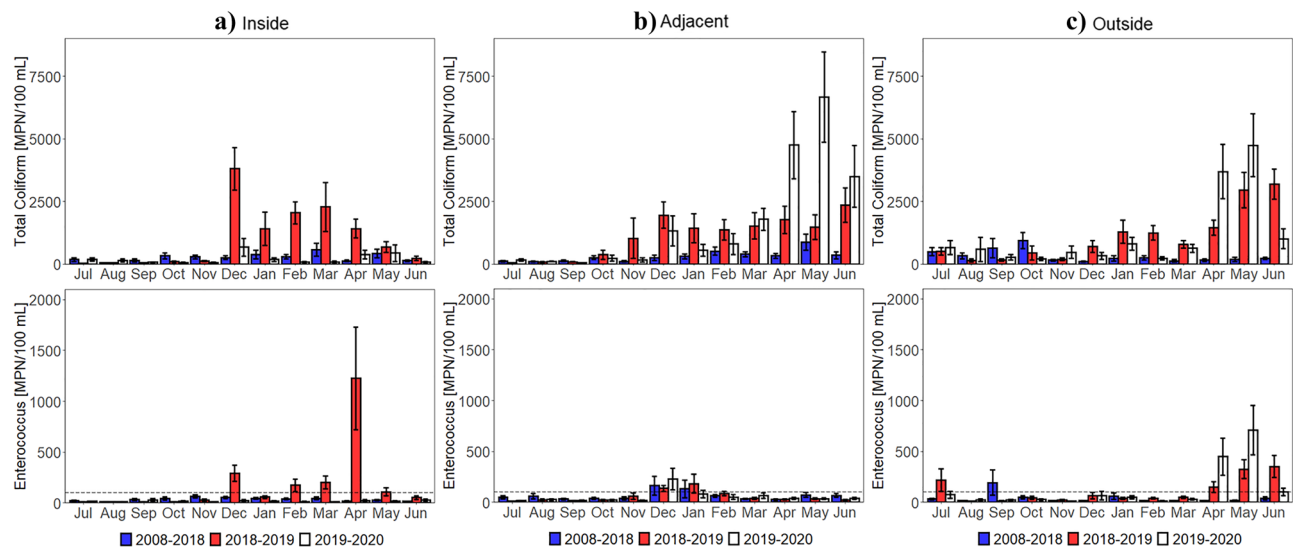 a) Inside
b) Adjacent
c) Outside
Total Coliform [MPN/100 mL]
7500
5000
2500
0
Jul Aug Sep Oct Nov Dec Jan Feb Mar Apr May Jun
Total Coliform [MPN/100 mL]
7500
5000
2500
0
Jul Aug Sep Oct Nov Dec Jan Feb Mar Apr May Jun
Total Coliform [MPN/100 mL]
7500
5000
2500
0
Jul Aug Sep Oct Nov Dec Jan Feb Mar Apr May Jun
Enterococcus [MPN/100 mL]
2000
1500
1000
500
0
Jul Aug Sep Oct Nov Dec Jan Feb Mar Apr May Jun
2008-2018 2018-2019 2019-2020
Enterococcus [MPN/100 mL]
2000
1500
1000
500
0
Jul Aug Sep Oct Nov Dec Jan Feb Mar Apr May Jun
2008-2018 2018-2019 2019-2020
Enterococcus [MPN/100 mL]
2000
1500
1000
500
0
Jul Aug Sep Oct Nov Dec Jan Feb Mar Apr May Jun
2008-2018 2018-2019 2019-2020